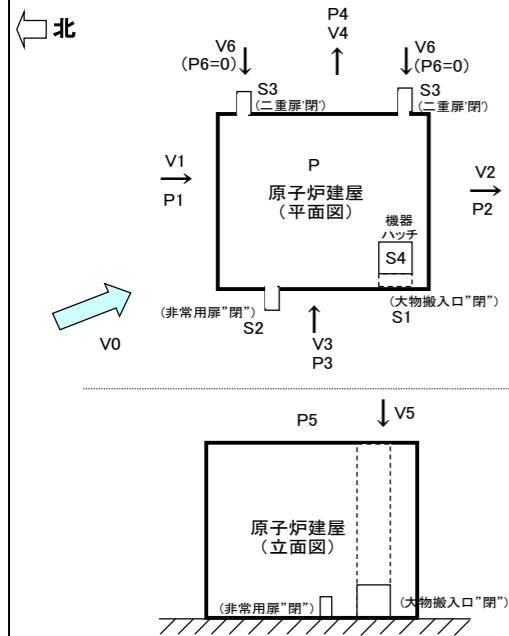 北
P4
V4
V6
(P6=0)
V6
(P6=0)
S3
(二重扉'閉')
S3
(二重扉'閉')
V1
P1
P
原子炉建屋
(平面図)
V2
P2
機器
ハッチ
S4
(非常用扉"閉")
S2
(大物搬入口"閉")
S1
V0
V3
P3
P5
V5
原子炉建屋
(立面図)
(非常用扉"閉")
(大物搬入口"閉")